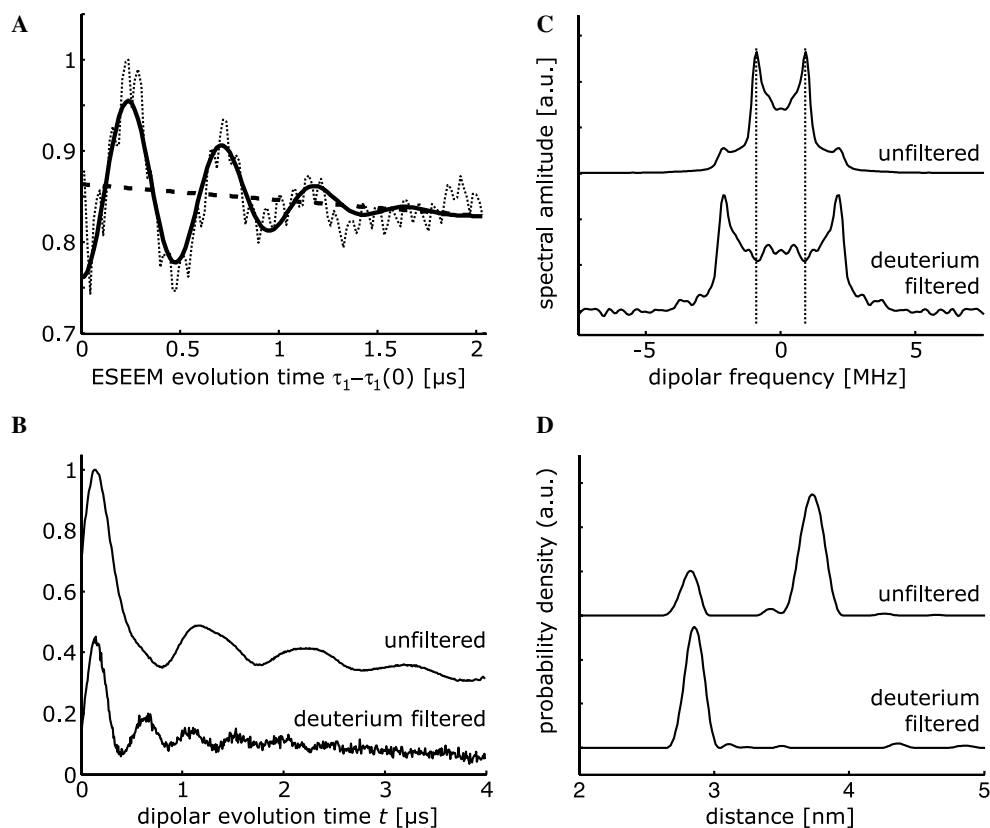 A
1
0.9
0.8
0.7
0
0.5
1
1.5
2
ESEEM evolution time τ1–τ1(0) [µs]
B
1
0.8
0.6
0.4
0.2
0
unfiltered
deuterium filtered
0
1
2
3
4
dipolar evolution time t [µs]
C
spectral amlitude [a.u.]
unfiltered
deuterium
filtered
-5
0
5
dipolar frequency [MHz]
D
probability density (a.u.)
unfiltered
deuterium
filtered
2
3
4
5
distance [nm]